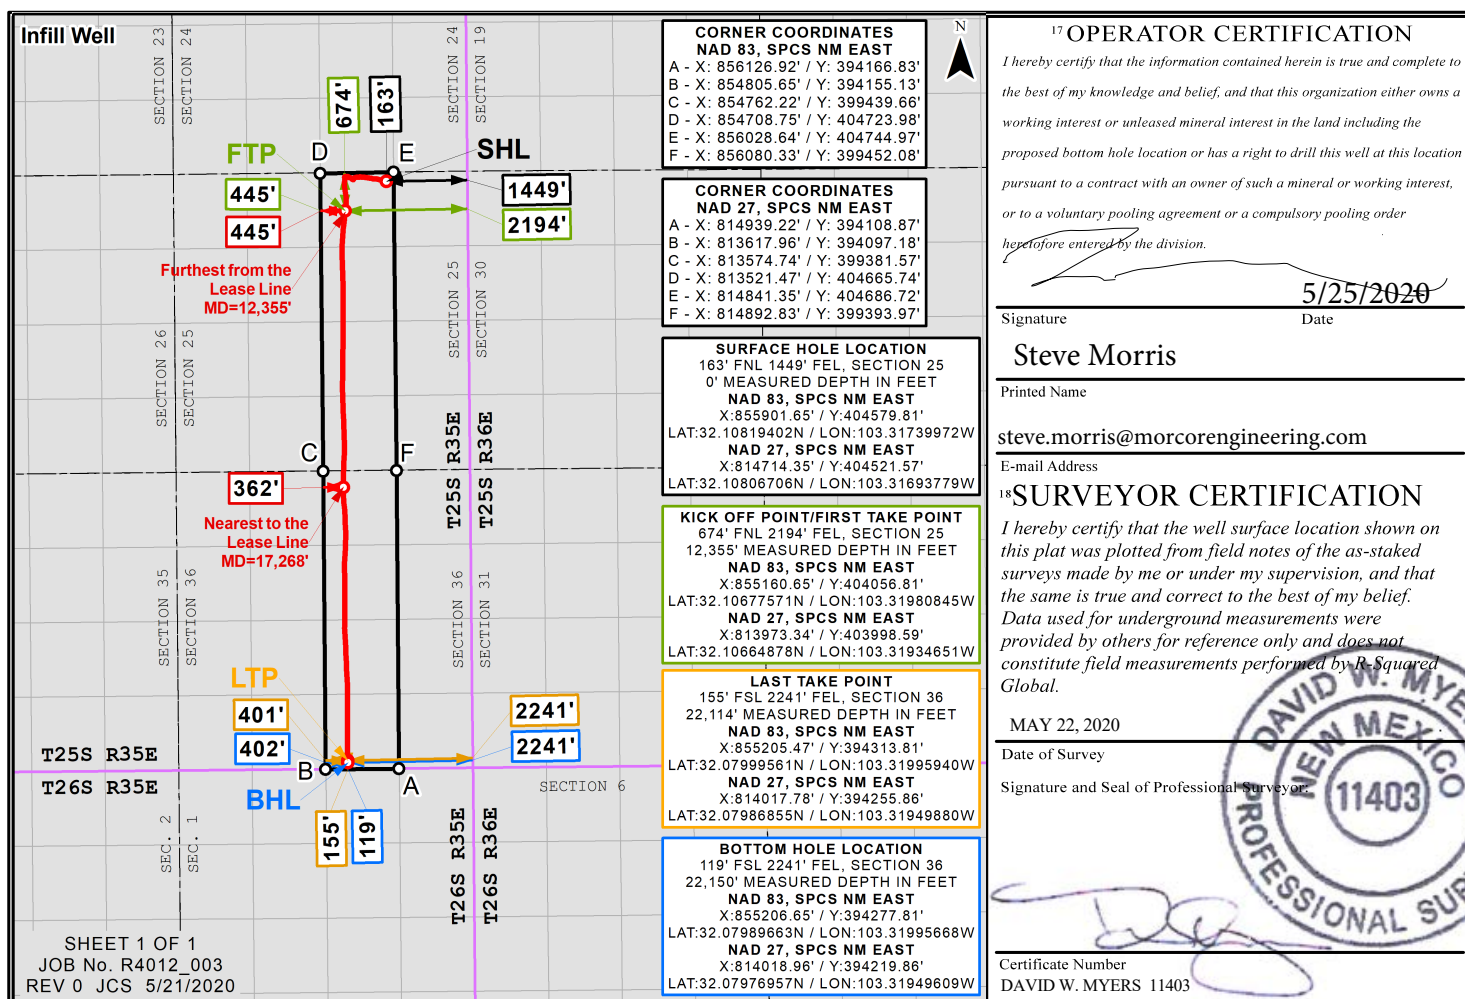 Infill Well
SECTION 23
SECTION 24
SECTION 24
SECTION 19
N
674'
163'
FTP
D
E
SHL
445'
1449'
445'
2194'
Furthest from the
Lease Line
MD=12,355'
SECTION 25
SECTION 30
SECTION 26
SECTION 25
T25S R35E
T25S R36E
C
F
362'
Nearest to the
Lease Line
MD=17,268'
SECTION 35
SECTION 36
SECTION 36
SECTION 31
LTP
401'
2241'
402'
2241'
T25S R35E
B
A
T26S R35E
BHL
SECTION 6
155'
119'
SEC. 2
SEC. 1
T26S R35E
T26S R36E
SHEET 1 OF 1
JOB No. R4012_003
REV 0 JCS 5/21/2020
CORNER COORDINATES
NAD 83, SPCS NM EAST
A - X: 856126.92' / Y: 394166.83'
B - X: 854805.65' / Y: 394155.13'
C - X: 854762.22' / Y: 399439.66'
D - X: 854708.75' / Y: 404723.98'
E - X: 856028.64' / Y: 404744.97'
F - X: 856080.33' / Y: 399452.08'
CORNER COORDINATES
NAD 27, SPCS NM EAST
A - X: 814939.22' / Y: 394108.87'
B - X: 813617.96' / Y: 394097.18'
C - X: 813574.74' / Y: 399381.57'
D - X: 813521.47' / Y: 404665.74'
E - X: 814841.35' / Y: 404686.72'
F - X: 814892.83' / Y: 399393.97'
SURFACE HOLE LOCATION
163' FNL 1449' FEL, SECTION 25
0' MEASURED DEPTH IN FEET
NAD 83, SPCS NM EAST
X:855901.65' / Y:404579.81'
LAT:32.10819402N / LON:103.31739972W
NAD 27, SPCS NM EAST
X:814714.35' / Y:404521.57'
LAT:32.10806706N / LON:103.31693779W
KICK OFF POINT/FIRST TAKE POINT
674' FNL 2194' FEL, SECTION 25
12,355' MEASURED DEPTH IN FEET
NAD 83, SPCS NM EAST
X:855160.65' / Y:404056.81'
LAT:32.10677571N / LON:103.31980845W
NAD 27, SPCS NM EAST
X:813973.34' / Y:403998.59'
LAT:32.10664878N / LON:103.31934651W
LAST TAKE POINT
155' FSL 2241' FEL, SECTION 36
22,114' MEASURED DEPTH IN FEET
NAD 83, SPCS NM EAST
X:855205.47' / Y:394313.81'
LAT:32.07999561N / LON:103.31995940W
NAD 27, SPCS NM EAST
X:814017.78' / Y:394255.86'
LAT:32.07986855N / LON:103.31949880W
BOTTOM HOLE LOCATION
119' FSL 2241' FEL, SECTION 36
22,150' MEASURED DEPTH IN FEET
NAD 83, SPCS NM EAST
X:855206.65' / Y:394277.81'
LAT:32.07989663N / LON:103.31995668W
NAD 27, SPCS NM EAST
X:814018.96' / Y:394219.86'
LAT:32.07976957N / LON:103.31949609W
17 OPERATOR CERTIFICATION
I hereby certify that the information contained herein is true and complete to
the best of my knowledge and belief, and that this organization either owns a
working interest or unleased mineral interest in the land including the
proposed bottom hole location or has a right to drill this well at this location
pursuant to a contract with an owner of such a mineral or working interest,
or to a voluntary pooling agreement or a compulsory pooling order
heretofore entered by the division.
5/25/2020
Signature Date
Steve Morris
Printed Name
steve.morris@morcorengineering.com
E-mail Address
18 SURVEYOR CERTIFICATION
I hereby certify that the well surface location shown on
this plat was plotted from field notes of the as-staked
surveys made by me or under my supervision, and that
the same is true and correct to the best of my belief.
Data used for underground measurements were
provided by others for reference only and does not
constitute field measurements performed by R-Squared
Global.
MAY 22, 2020
Date of Survey
Signature and Seal of Professional Surveyor:
DAVID W. MYE
NEW MEXICO
11403
PROFESSIONAL SU
Certificate Number
DAVID W. MYERS 11403